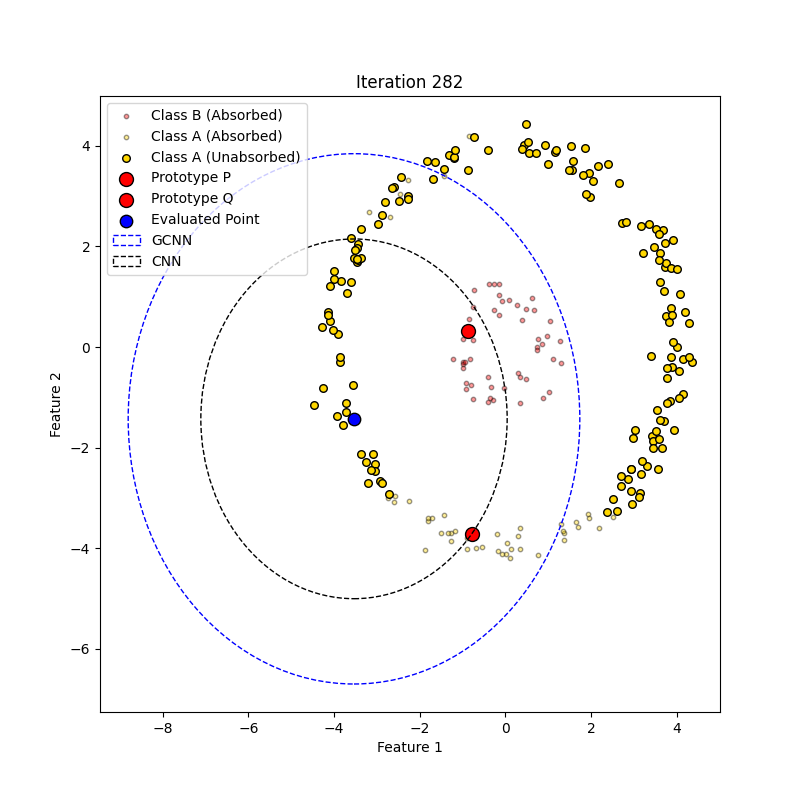 Iteration 282
Class B (Absorbed)
Class A (Absorbed)
Class A (Unabsorbed)
Prototype P
Prototype Q
Evaluated Point
GCNN
CNN
4
2
0
−2
−4
−6
Feature 2
−8
−6
−4
−2
0
2
4
Feature 1